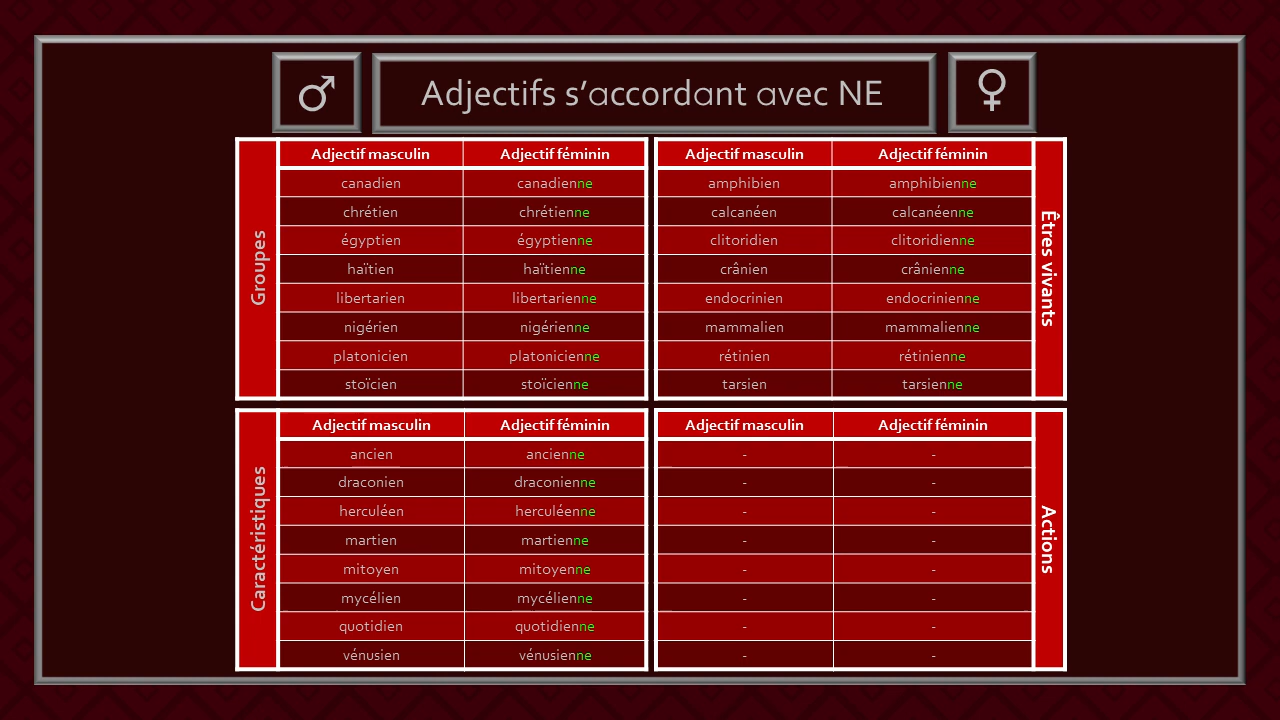 ♂ Adjectifs s’accordant avec NE ♀
Groupes
Adjectif masculin Adjectif féminin
canadien canadienne
chrétien chrétienne
égyptien égyptienne
haïtien haïtienne
libertarien libertarienne
nigérien nigérienne
platonicien platonicienne
stoïcien stoïcienne
Adjectif masculin Adjectif féminin
amphibien amphibienne
calcanéen calcanéenne
clitoridien clitoridienne
crânien crânienne
endocrinien endocrinienne
mammalien mammalienne
rétinien rétinienne
tarsien tarsienne
Êtres vivants
Caractéristiques
Adjectif masculin Adjectif féminin
ancien ancienne
draconien draconienne
herculéen herculéenne
martien martienne
mitoyen mitoyenne
mycélien mycélienne
quotidien quotidienne
vénusien vénusienne
Adjectif masculin Adjectif féminin
- -
- -
- -
- -
- -
- -
- -
- -
Actions